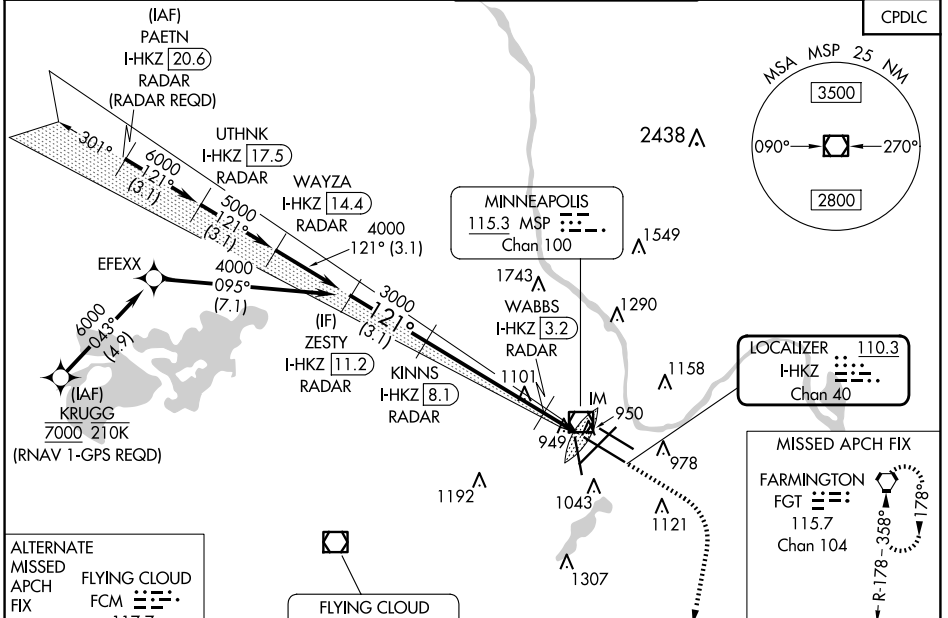 CPDLC
(IAF)
PAETN
I-HKZ 20.6
RADAR
(RADAR REQD)
301°
6000
121°
(3.1)
UTHNK
I-HKZ 17.5
RADAR
5000
121°
(3.1)
WAYZA
I-HKZ 14.4
RADAR
4000
121° (3.1)
MSA MSP 25 NM
3500
090°
270°
2800
2438
MINNEAPOLIS
115.3 MSP
Chan 100
1549
1743
1290
EFEXX
4000
095°
(7.1)
6000
043°
(4.9)
(IAF)
KRUGG
7000 210K
(RNAV 1-GPS REQD)
(IF)
ZESTY
I-HKZ 11.2
RADAR
3000
121°
(3.1)
KINNS
I-HKZ 8.1
RADAR
WABBS
I-HKZ 3.2
RADAR
1101
IM
950
949
1158
LOCALIZER 110.3
I-HKZ
Chan 40
978
1192
1043
1121
1307
MISSED APCH FIX
FARMINGTON
FGT
115.7
Chan 104
R-178
358°
178°
ALTERNATE
MISSED
APCH
FIX
FLYING CLOUD
FCM
FLYING CLOUD